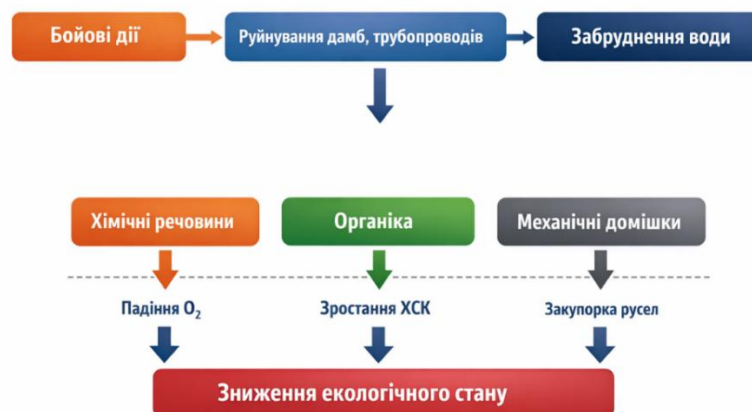 Бойові дії
Руйнування дамб, трубопроводів
Забруднення води
Хімічні речовини
Органіка
Механічні домішки
Падіння O₂
Зростання ХСК
Закупорка русел
Зниження екологічного стану